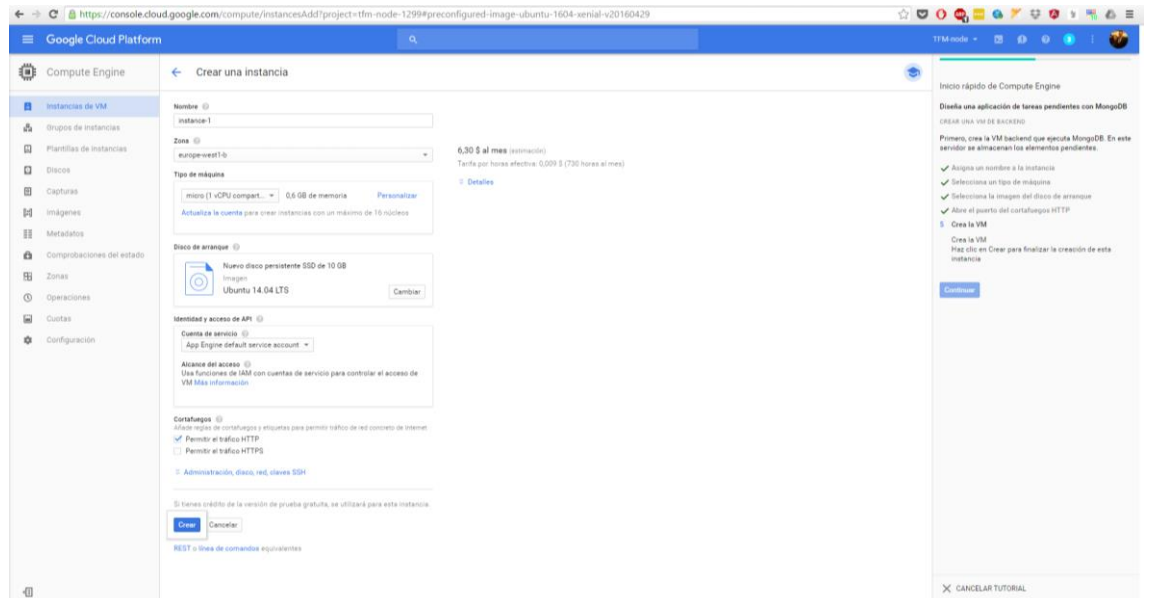 https://console.cloud.google.com/compute/instancesAdd?project=tfm-node-1299#preconfigured-image-ubuntu-1604-xenial-v20160429
Google Cloud Platform
TFM-node
Compute Engine
Crear una instancia
Instancias de VM
Grupos de instancias
Plantillas de instancias
Discos
Capturas
Imágenes
Metadatos
Comprobaciones del estado
Zonas
Operaciones
Cuotas
Configuración
Nombre
instance-1
Zona
europe-west1-b
Tipo de máquina
micro (1 vCPU compart...
0,6 GB de memoria
Personalizar
Actualiza la cuenta para crear instancias con un máximo de 16 núcleos
Disco de arranque
Nuevo disco persistente SSD de 10 GB
Imagen
Ubuntu 14.04 LTS
Cambiar
Identidad y acceso de API
Cuenta de servicio
App Engine default service account
Alcance del acceso
Usa funciones de IAM con cuentas de servicio para controlar el acceso de
VM Más información
Cortafuegos
Añade reglas de cortafuegos y etiquetas para permitir tráfico de red concreto de Internet
Permitir el tráfico HTTP
Permitir el tráfico HTTPS
Administración, disco, red, claves SSH
Si tienes crédito de la versión de prueba gratuita, se utilizará para esta instancia.
Crear
Cancelar
REST o línea de comandos equivalentes
6,30 $ al mes (estimación)
Tarifa por horas efectiva: 0,009 $ (730 horas al mes)
Detalles
Inicio rápido de Compute Engine
Diseña una aplicación de tareas pendientes con MongoDB
CREAR UNA VM DE BACKEND
Primero, crea la VM backend que ejecuta MongoDB. En este
servidor se almacenan los elementos pendientes.
Asigna un nombre a la instancia
Selecciona un tipo de máquina
Selecciona la imagen del disco de arranque
Abre el puerto del cortafuegos HTTP
5 Crea la VM
Crea la VM
Haz clic en Crear para finalizar la creación de esta
instancia
Continuar
CANCELAR TUTORIAL